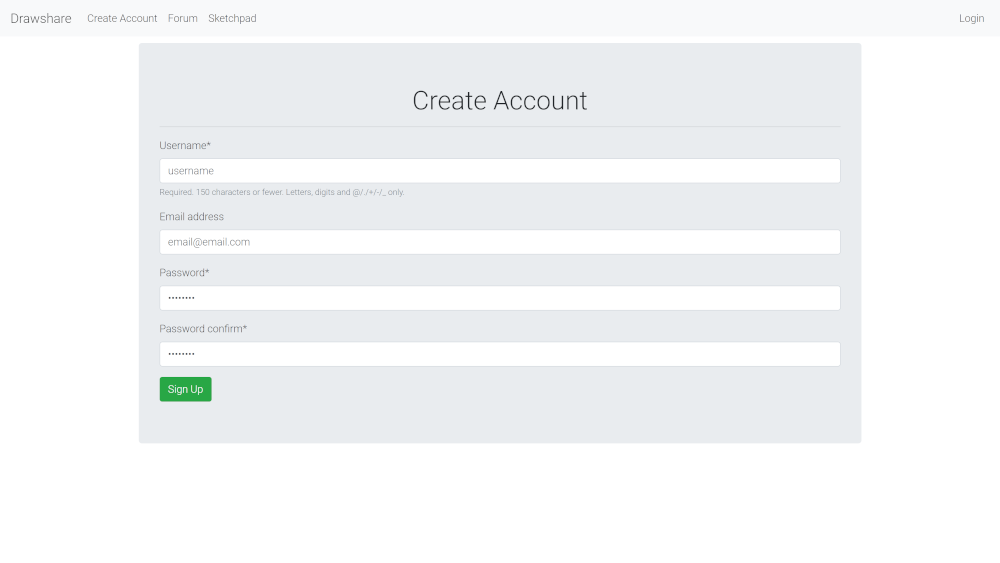 Drawshare Create Account Forum Sketchpad Login
Create Account
Username*
username
Required. 150 characters or fewer. Letters, digits and @/./+/-/_ only.
Email address
email@email.com
Password*
••••••••
Password confirm*
••••••••
Sign Up